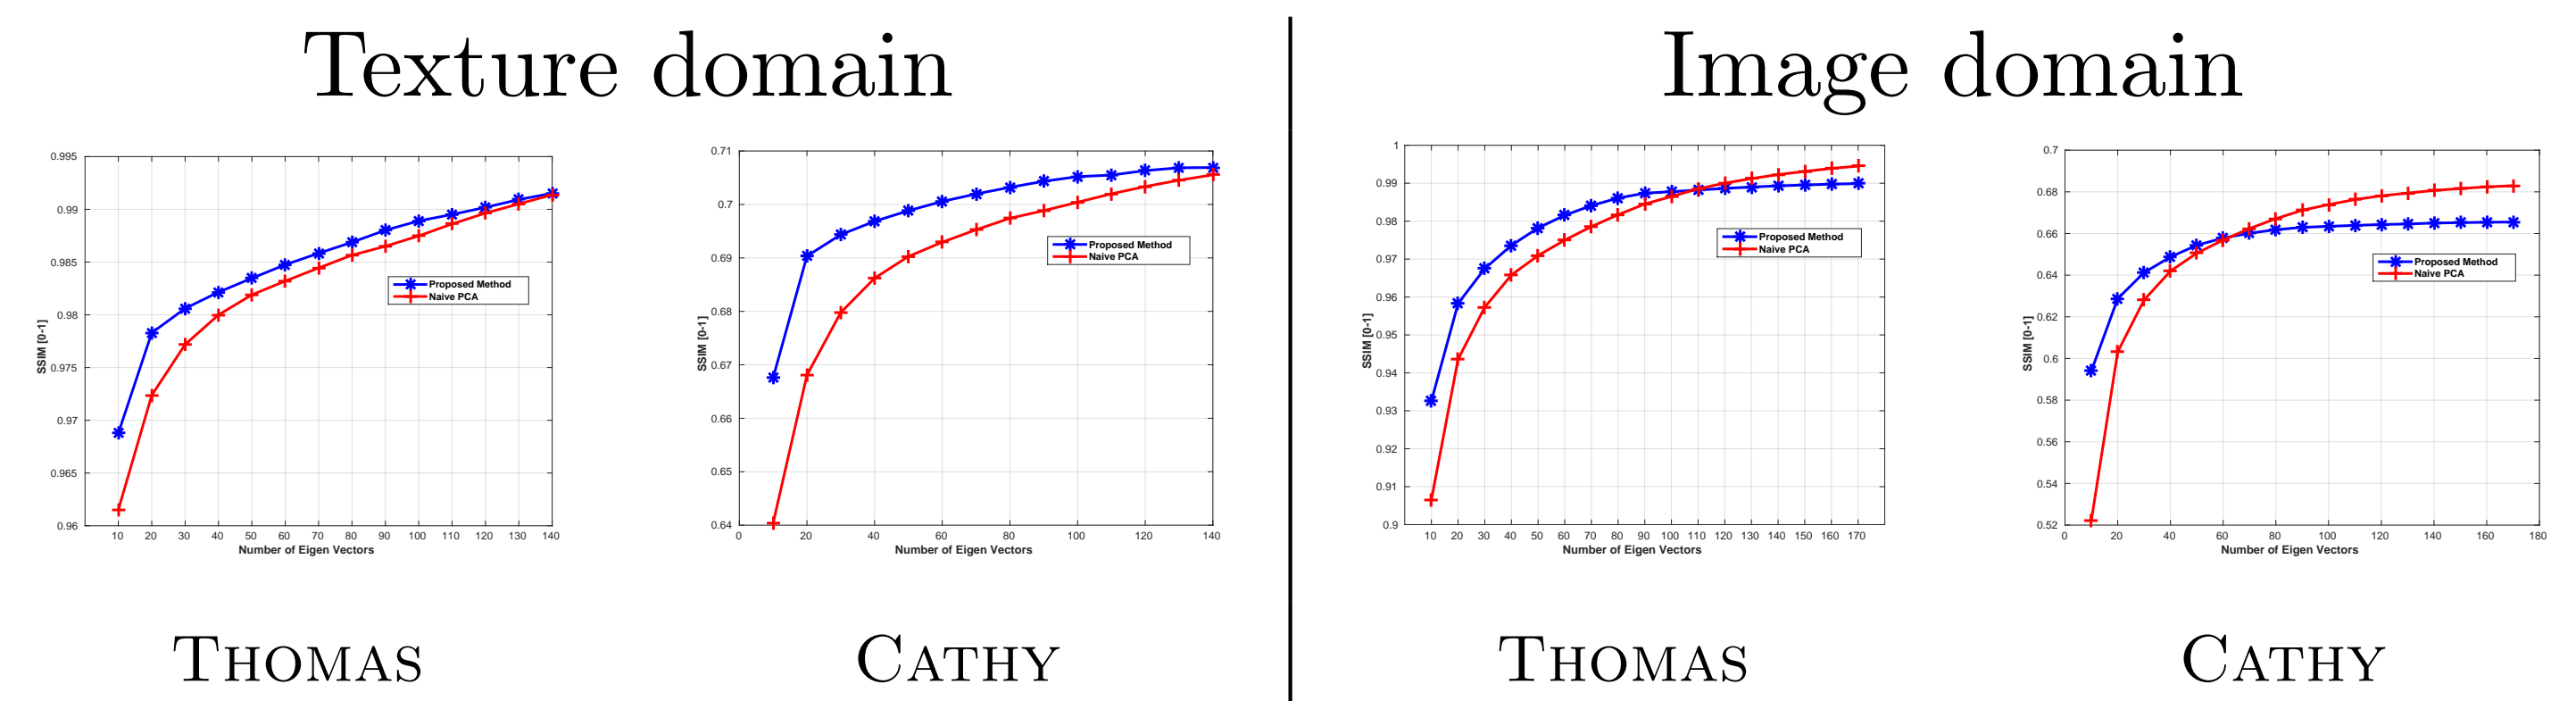 Texture domain
Image domain
0.995
0.99
0.985
0.98
0.975
0.97
0.965
0.96
SSIM [0-1]
10 20 30 40 50 60 70 80 90 100 110 120 130 140
Number of Eigen Vectors
Proposed Method
Naive PCA
THOMAS
0.71
0.7
0.69
0.68
0.67
0.66
0.65
0.64
SSIM [0-1]
0 20 40 60 80 100 120 140
Number of Eigen Vectors
Proposed Method
Naive PCA
CATHY
1
0.99
0.98
0.97
0.96
0.95
0.94
0.93
0.92
0.91
0.9
SSIM [0-1]
10 20 30 40 50 60 70 80 90 100 110 120 130 140 150 160 170
Number of Eigen Vectors
Proposed Method
Naive PCA
THOMAS
0.7
0.68
0.66
0.64
0.62
0.6
0.58
0.56
0.54
0.52
SSIM [0-1]
0 20 40 60 80 100 120 140 160 180
Number of Eigen Vectors
Proposed Method
Naive PCA
CATHY